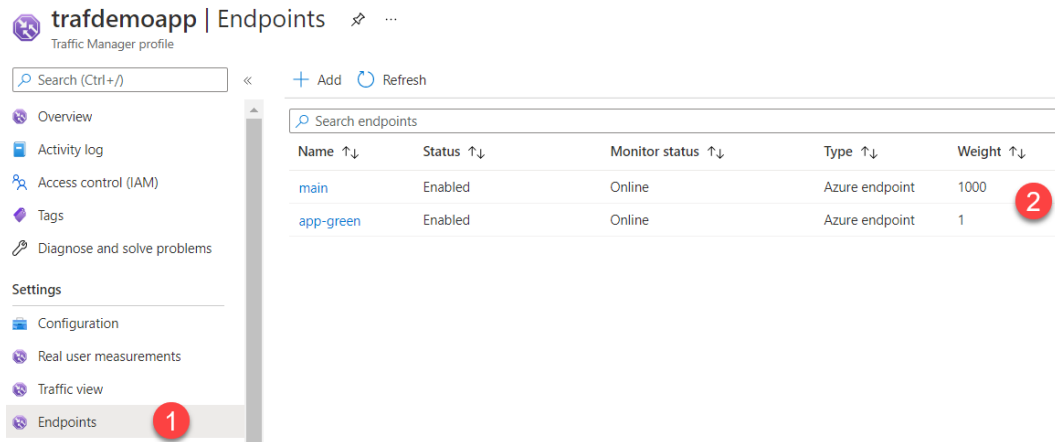 trafdemoapp | Endpoints ...
Traffic Manager profile
Search (Ctrl+/) «
Overview
Activity log
Access control (IAM)
Tags
Diagnose and solve problems
Settings
Configuration
Real user measurements
Traffic view
Endpoints 1
+ Add Refresh
Search endpoints
Name ↑↓ Status ↑↓ Monitor status ↑↓ Type ↑↓ Weight ↑↓
main Enabled Online Azure endpoint 1000
2
app-green Enabled Online Azure endpoint 1